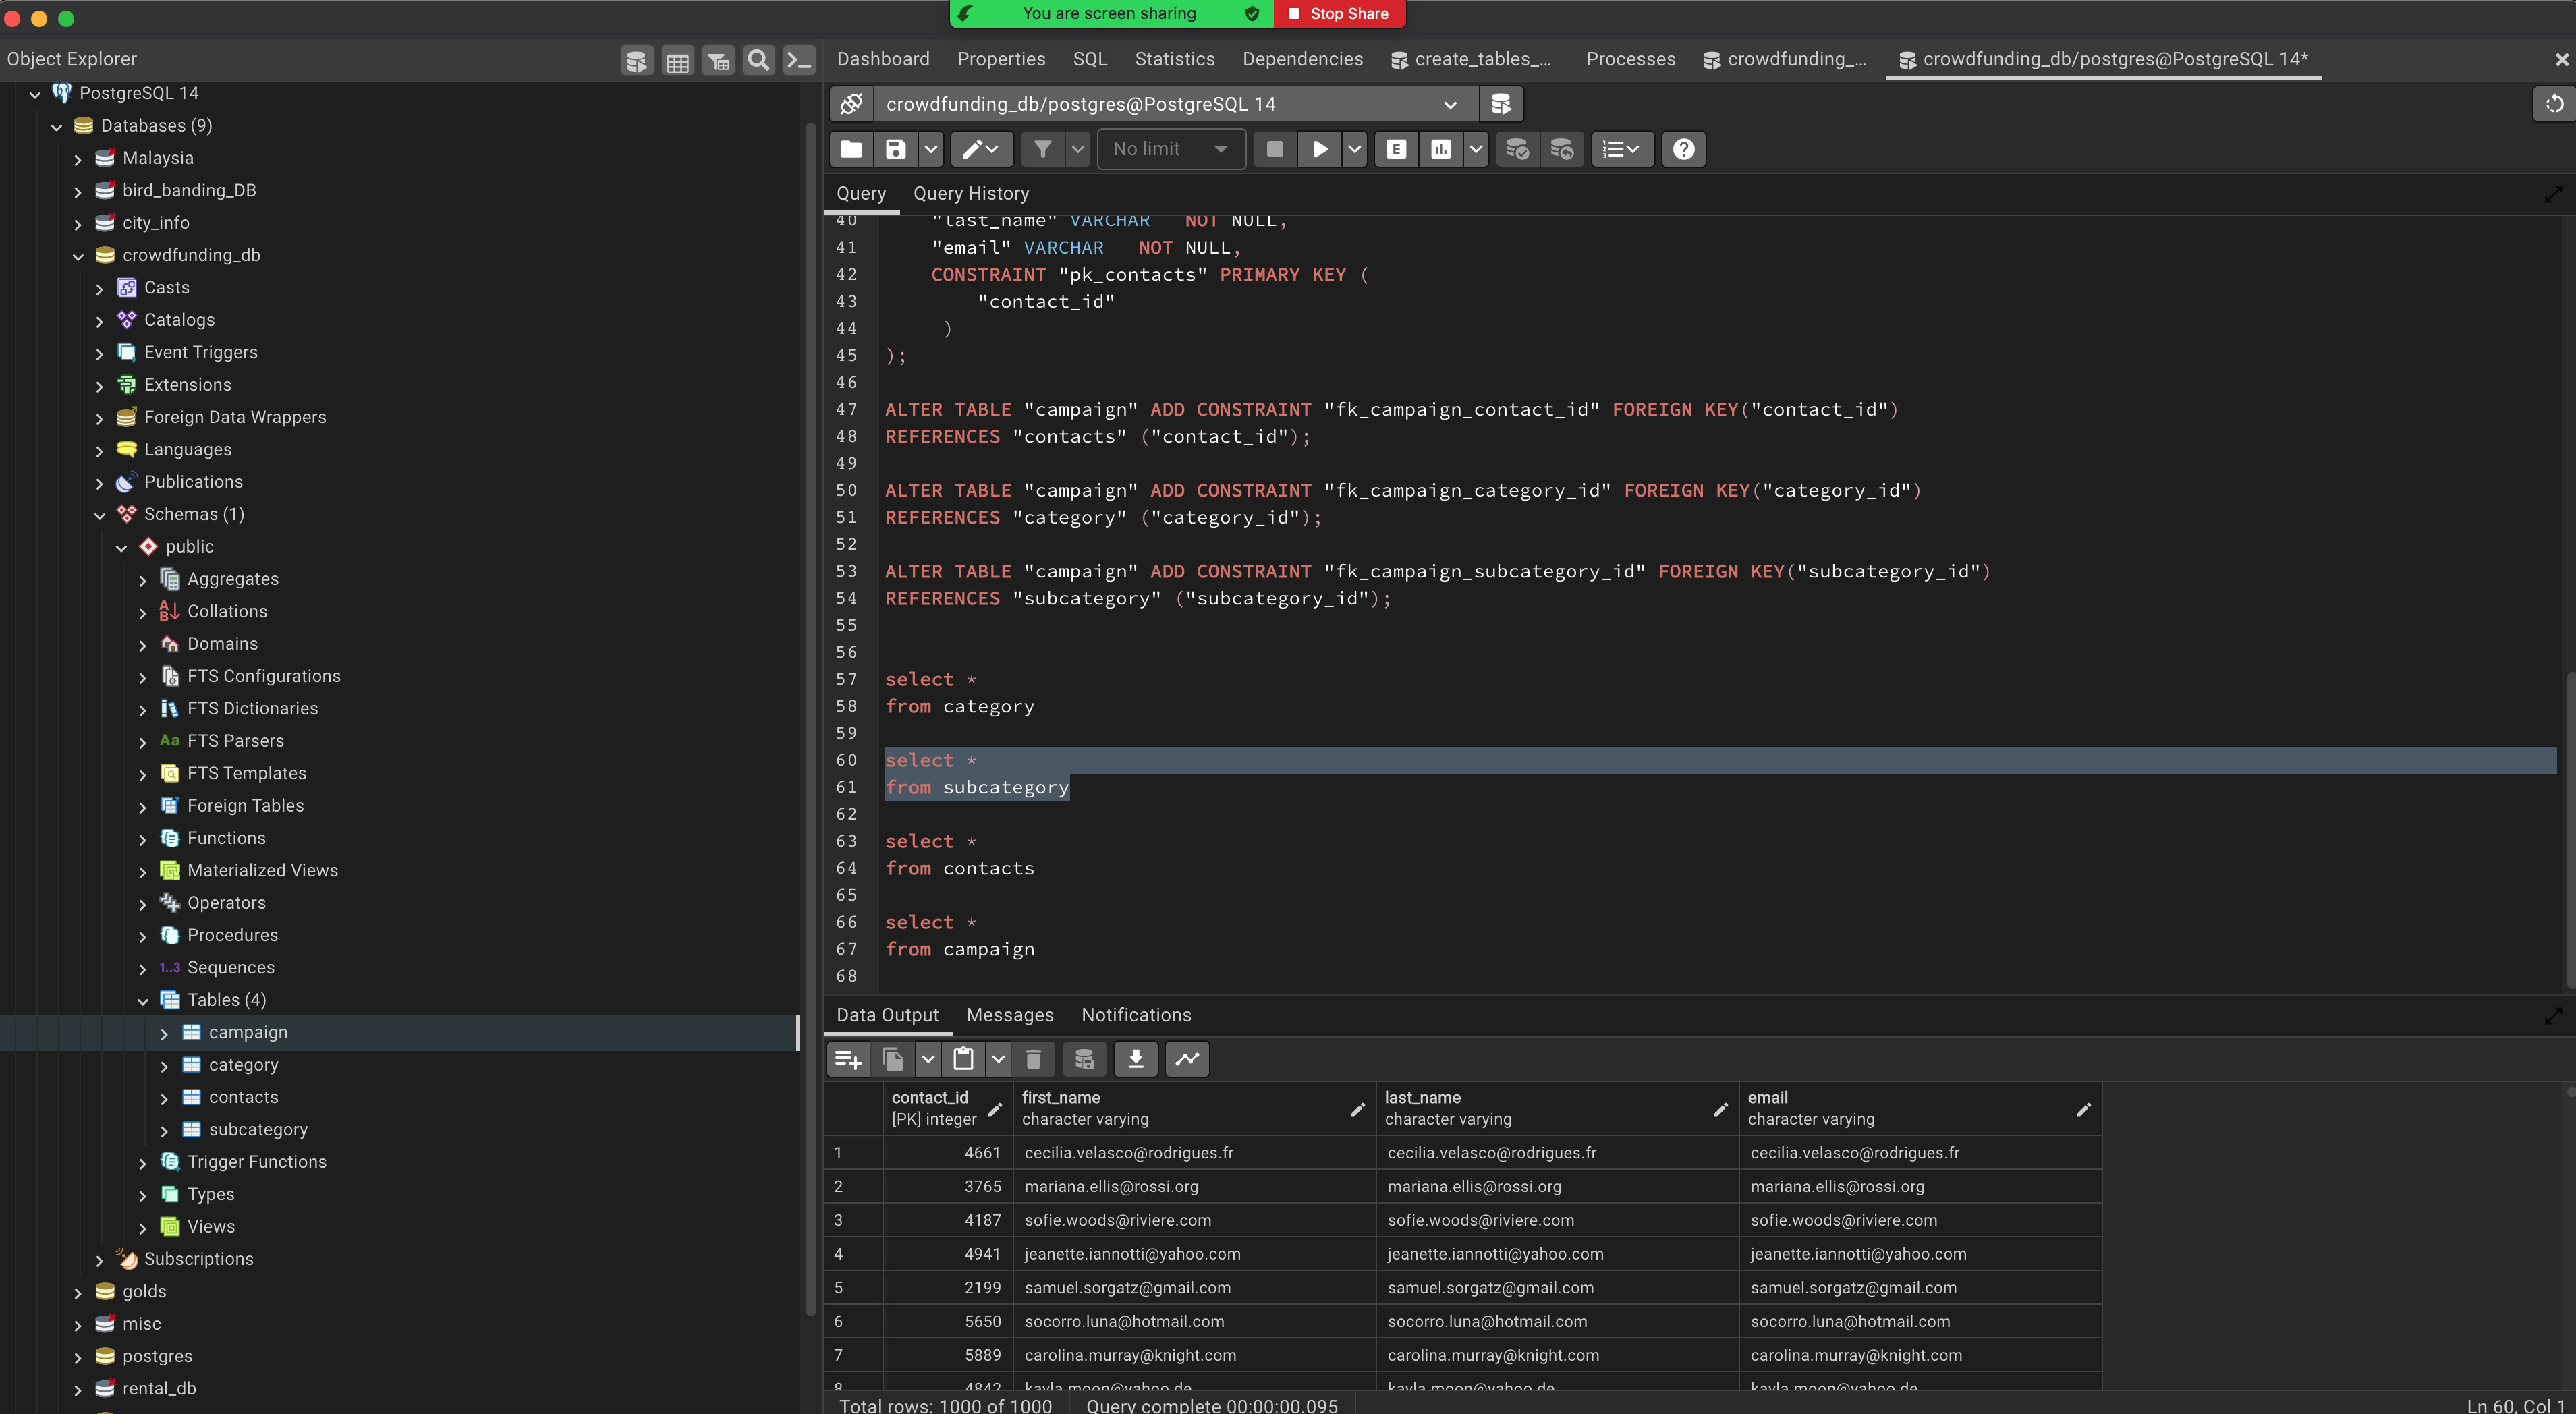 You are screen sharing
Stop Share
Object Explorer
Dashboard Properties SQL Statistics Dependencies create_tables_... Processes crowdfunding_... crowdfunding_db/postgres@PostgreSQL 14*
PostgreSQL 14
Databases (9)
Malaysia
bird_banding_DB
city_info
crowdfunding_db
Casts
Catalogs
Event Triggers
Extensions
Foreign Data Wrappers
Languages
Publications
Schemas (1)
public
Aggregates
Collations
Domains
FTS Configurations
FTS Dictionaries
Aa FTS Parsers
FTS Templates
Foreign Tables
Functions
Materialized Views
Operators
Procedures
1..3 Sequences
Tables (4)
campaign
category
contacts
subcategory
Trigger Functions
Types
Views
Subscriptions
golds
misc
postgres
rental_db
crowdfunding_db/postgres@PostgreSQL 14
No limit
E
Query Query History
40 "last_name" VARCHAR NOT NULL,
41 "email" VARCHAR NOT NULL,
42 CONSTRAINT "pk_contacts" PRIMARY KEY (
43 "contact_id"
44 )
45 );
46
47 ALTER TABLE "campaign" ADD CONSTRAINT "fk_campaign_contact_id" FOREIGN KEY("contact_id")
48 REFERENCES "contacts" ("contact_id");
49
50 ALTER TABLE "campaign" ADD CONSTRAINT "fk_campaign_category_id" FOREIGN KEY("category_id")
51 REFERENCES "category" ("category_id");
52
53 ALTER TABLE "campaign" ADD CONSTRAINT "fk_campaign_subcategory_id" FOREIGN KEY("subcategory_id")
54 REFERENCES "subcategory" ("subcategory_id");
55
56
57 select *
58 from category
59
60 select *
61 from subcategory
62
63 select *
64 from contacts
65
66 select *
67 from campaign
68
Data Output Messages Notifications
contact_id first_name last_name email
[PK] integer character varying character varying character varying
1 4661 cecilia.velasco@rodrigues.fr cecilia.velasco@rodrigues.fr cecilia.velasco@rodrigues.fr
2 3765 mariana.ellis@rossi.org mariana.ellis@rossi.org mariana.ellis@rossi.org
3 4187 sofie.woods@riviere.com sofie.woods@riviere.com sofie.woods@riviere.com
4 4941 jeanette.iannotti@yahoo.com jeanette.iannotti@yahoo.com jeanette.iannotti@yahoo.com
5 2199 samuel.sorgatz@gmail.com samuel.sorgatz@gmail.com samuel.sorgatz@gmail.com
6 5650 socorro.luna@hotmail.com socorro.luna@hotmail.com socorro.luna@hotmail.com
7 5889 carolina.murray@knight.com carolina.murray@knight.com carolina.murray@knight.com
8 4842 kayla.moon@yahoo.de kayla.moon@yahoo.de kayla.moon@yahoo.de
Total rows: 1000 of 1000 Query complete 00:00:00.095 Ln 60, Col 1